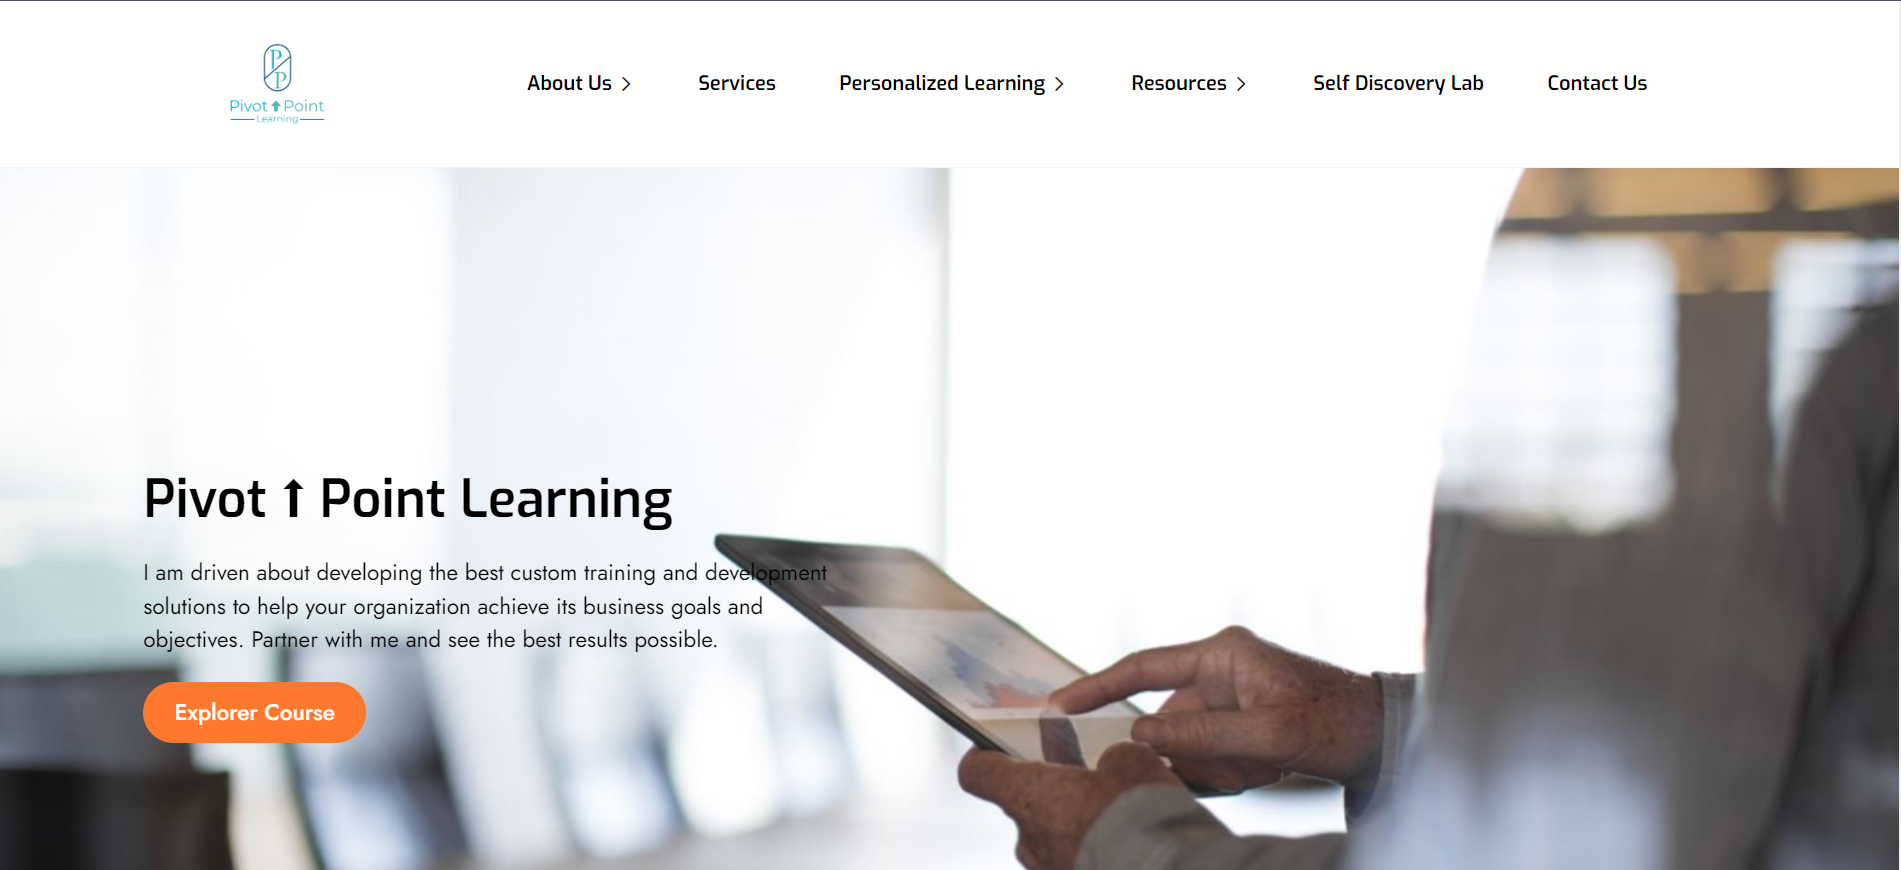 P
P
Pivot Point
Learning
About Us
Services
Personalized Learning
Resources
Self Discovery Lab
Contact Us
Pivot ⬆ Point Learning
I am driven about developing the best custom training and development
solutions to help your organization achieve its business goals and
objectives. Partner with me and see the best results possible.
Explorer Course